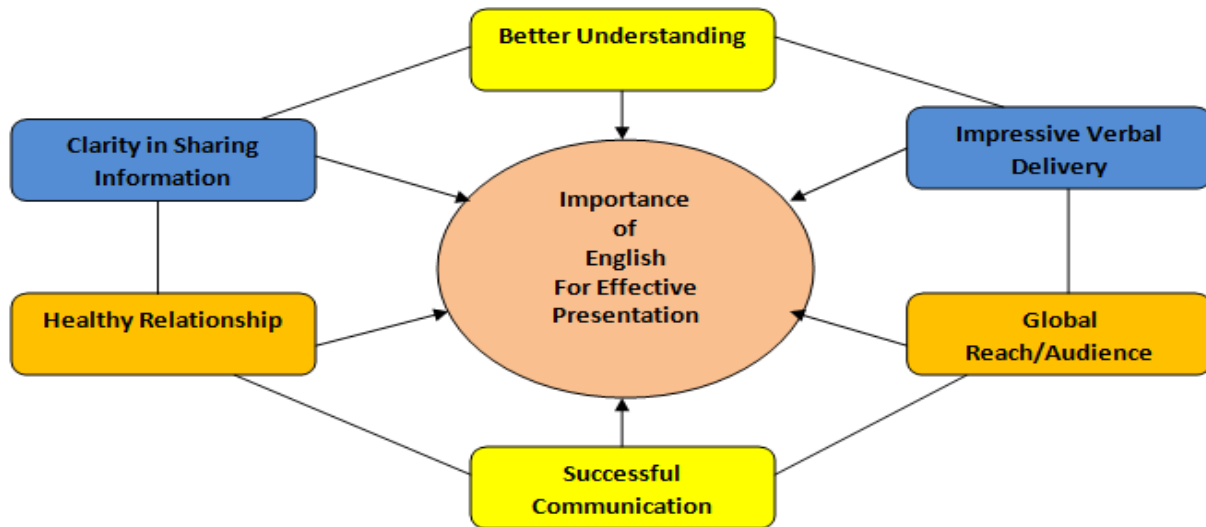 Better Understanding
Clarity in Sharing
Information
Impressive Verbal
Delivery
Importance
of
English
For Effective
Presentation
Healthy Relationship
Global
Reach/Audience
Successful
Communication